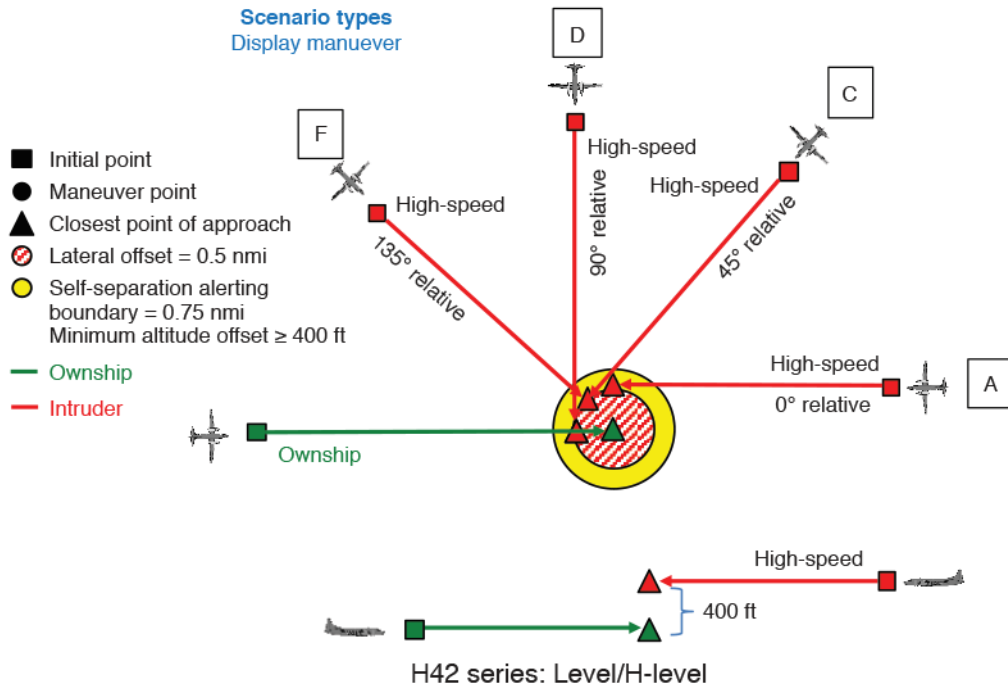 Scenario types
Display manuever
D
C
F
High-speed
High-speed
High-speed
Initial point
Maneuver point
Closest point of approach
Lateral offset = 0.5 nmi
Self-separation alerting
boundary = 0.75 nmi
Minimum altitude offset ≥ 400 ft
Ownship
Intruder
135° relative
90° relative
45° relative
High-speed
0° relative
A
Ownship
High-speed
400 ft
H42 series: Level/H-level